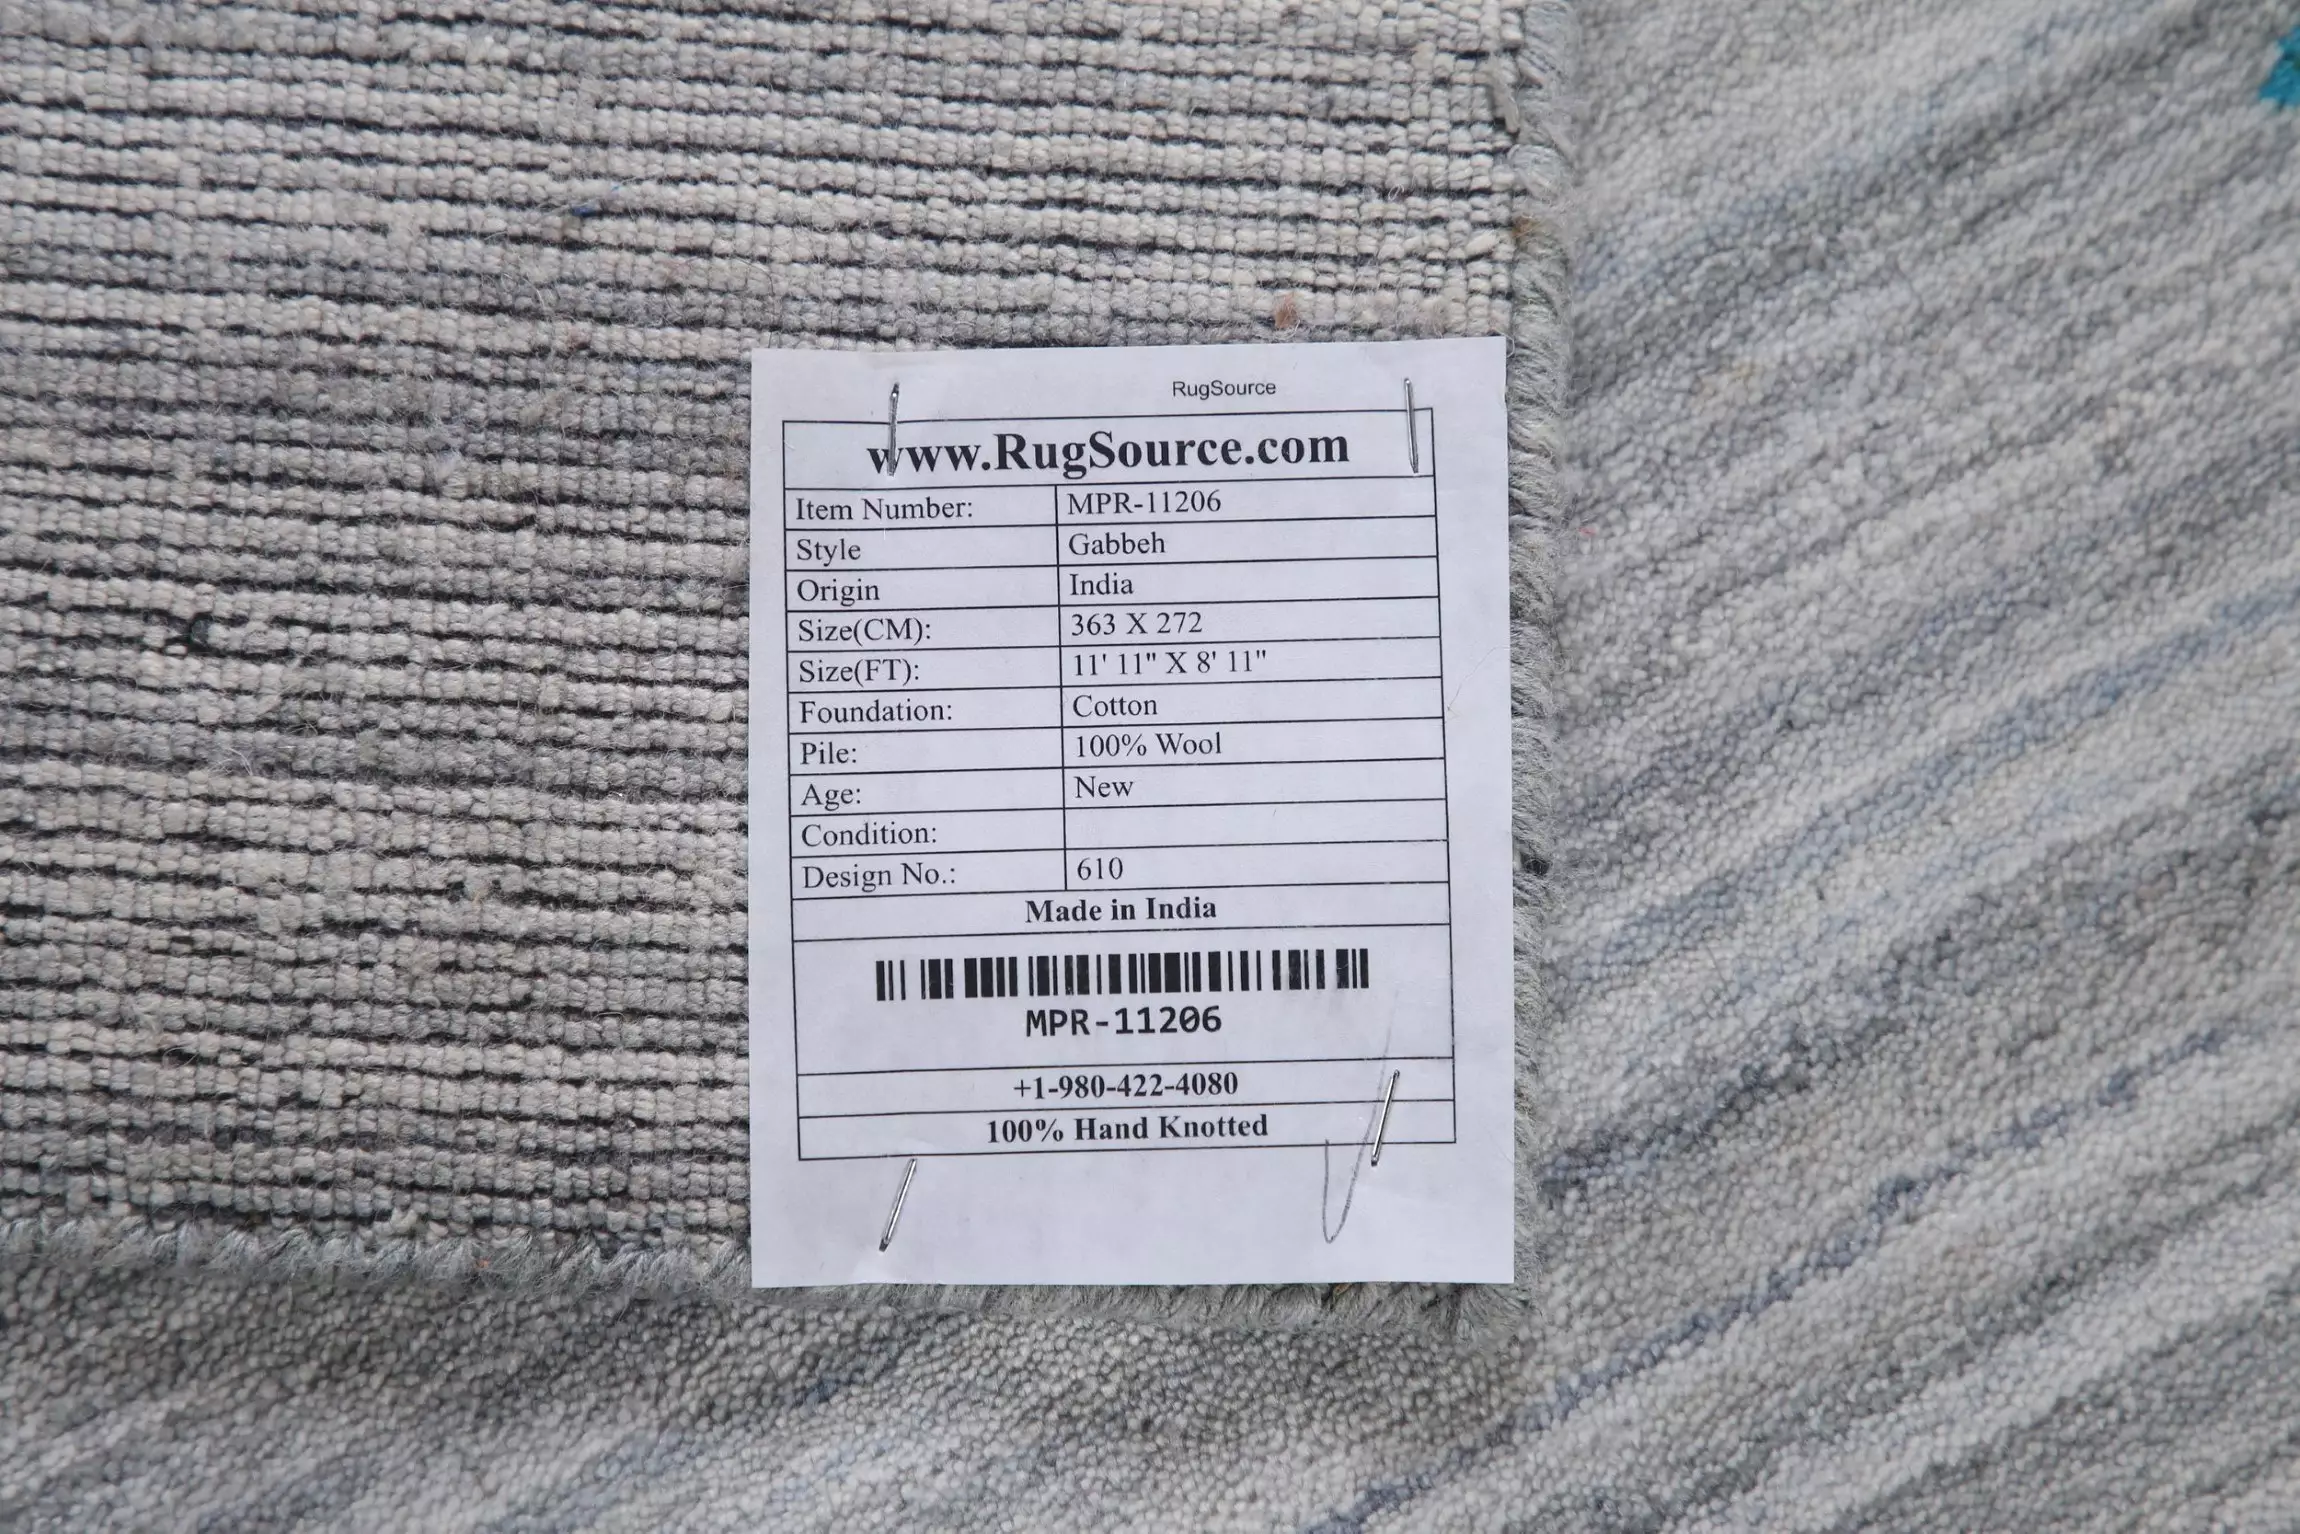 RugSource
www.RugSource.com
Item Number: MPR-11206
Style Gabbeh
Origin India
Size(CM): 363 X 272
Size(FT): 11' 11" X 8' 11"
Foundation: Cotton
Pile: 100% Wool
Age: New
Condition:
Design No.: 610
Made in India
MPR-11206
+1-980-422-4080
100% Hand Knotted